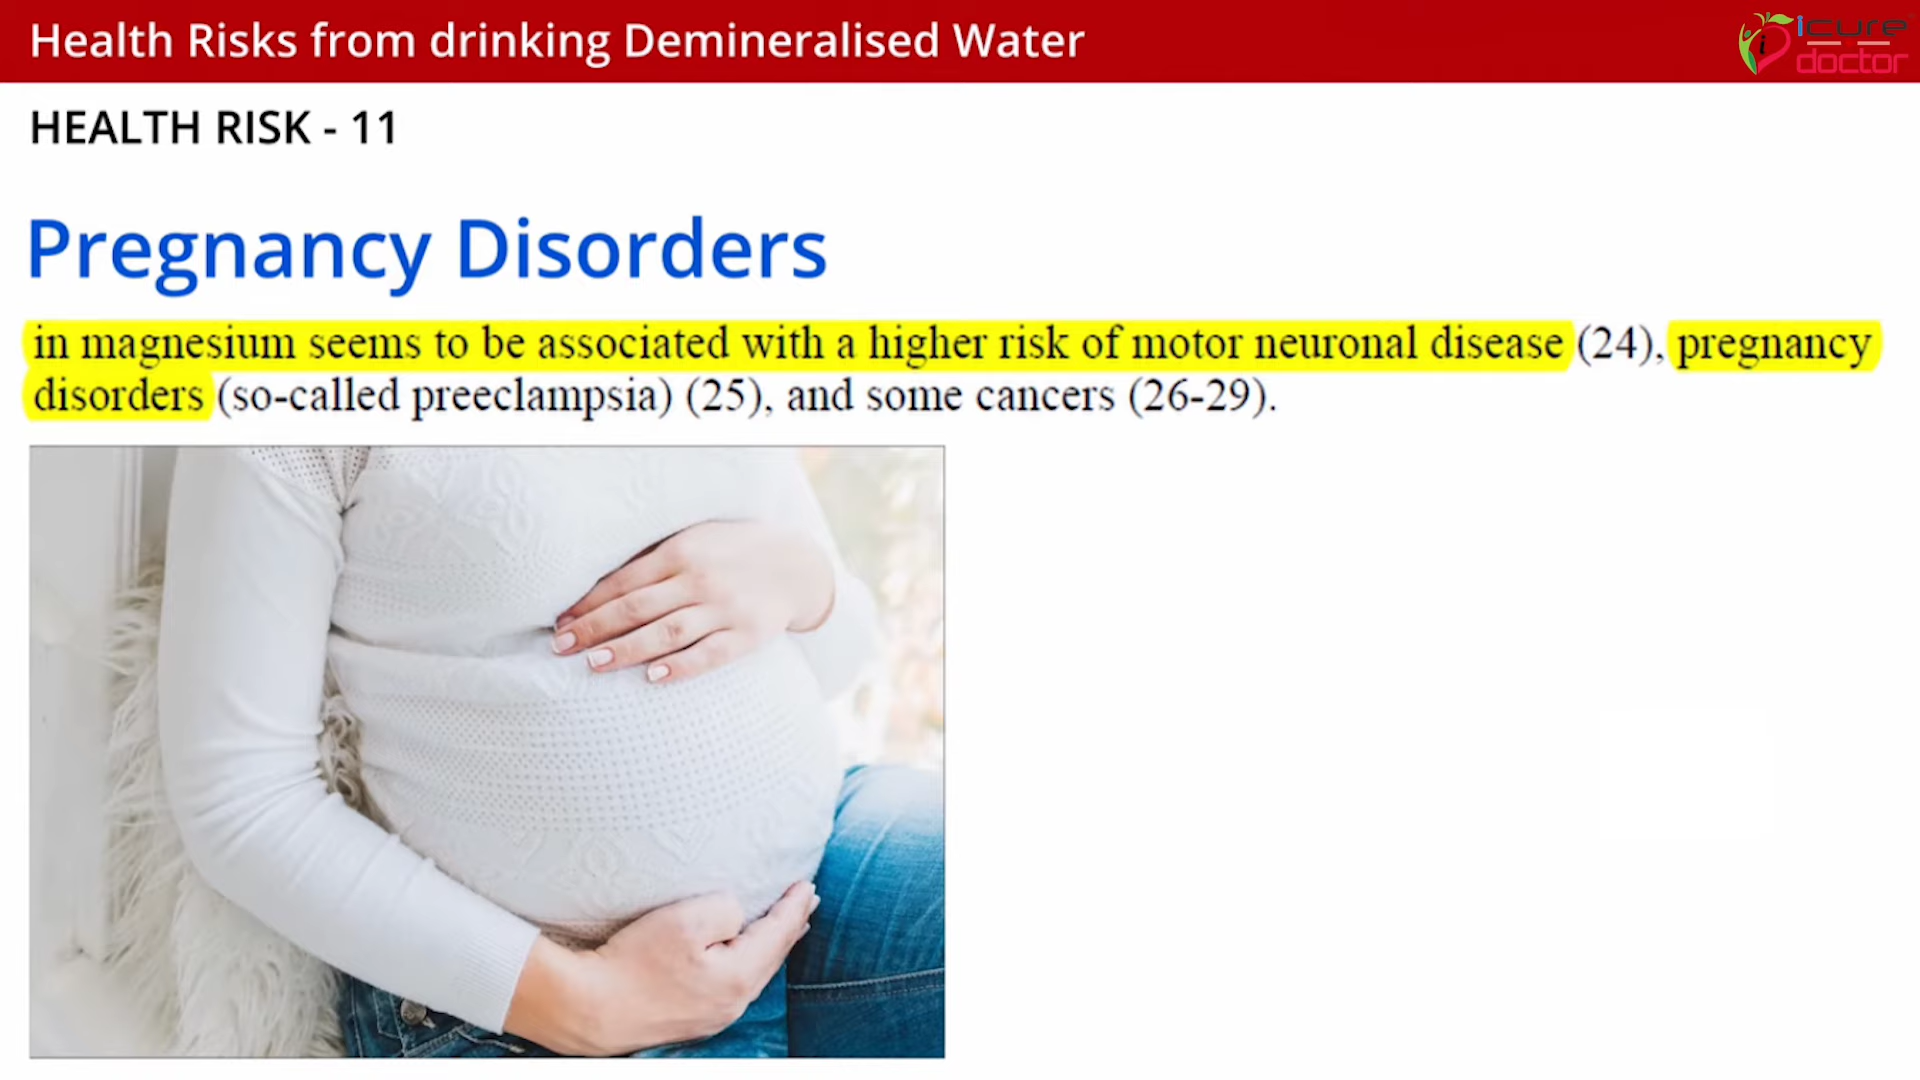 Health Risks from drinking Demineralised Water
icure
doctor
HEALTH RISK - 11
Pregnancy Disorders
in magnesium seems to be associated with a higher risk of motor neuronal disease (24), pregnancy
disorders (so-called preeclampsia) (25), and some cancers (26-29).